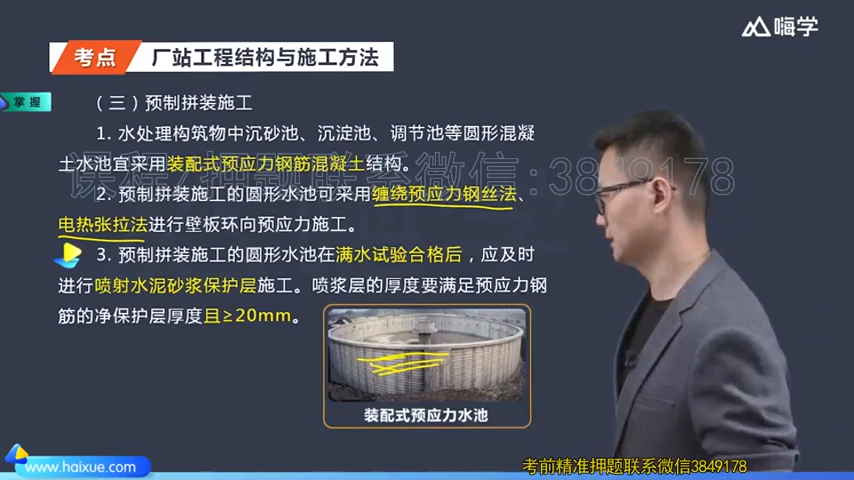 考点 厂站工程结构与施工方法
嗨学
掌握
（三）预制拼装施工
1. 水处理构筑物中沉砂池、沉淀池、调节池等圆形混凝
土水池宜采用装配式预应力钢筋混凝土结构。
课程/押题联系微信:3849178
2. 预制拼装施工的圆形水池可采用缠绕预应力钢丝法、
电热张拉法进行壁板环向预应力施工。
3. 预制拼装施工的圆形水池在满水试验合格后，应及时
进行喷射水泥砂浆保护层施工。喷浆层的厚度要满足预应力钢
筋的净保护层厚度且≥20mm。
装配式预应力水池
www.haixue.com
考前精准押题联系微信3849178